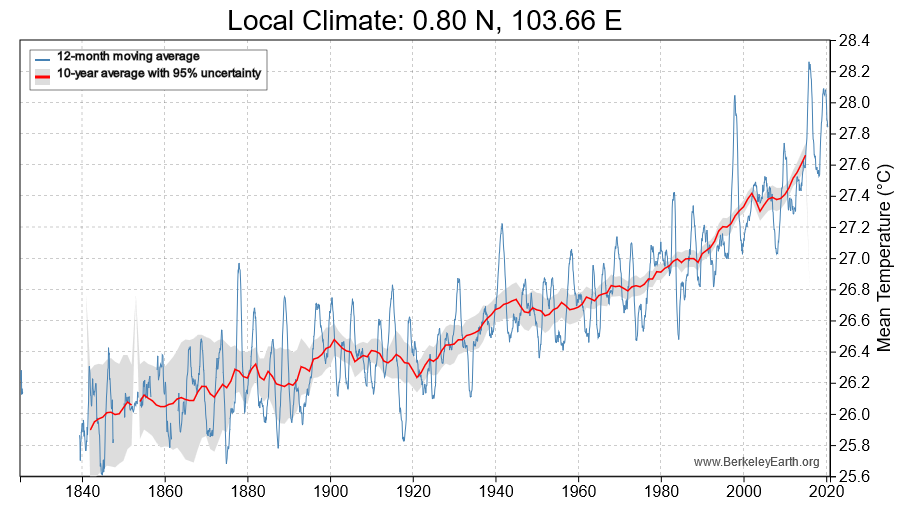 Local Climate: 0.80 N, 103.66 E
12-month moving average
10-year average with 95% uncertainty
28.4
28.2
28.0
27.8
27.6
27.4
27.2
27.0
26.8
26.6
26.4
26.2
26.0
25.8
25.6
Mean Temperature (°C)
www.BerkeleyEarth.org
1840 1860 1880 1900 1920 1940 1960 1980 2000 2020